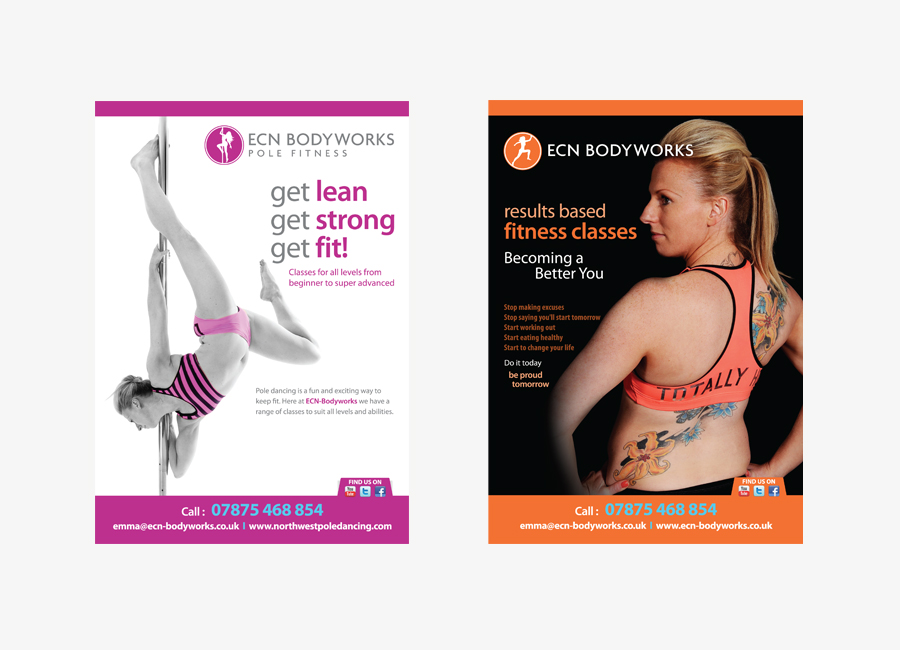 ECN BODYWORKS
POLE FITNESS
get lean
get strong
get fit!
Classes for all levels from
beginner to super advanced
Pole dancing is a fun and exciting way to
keep fit. Here at ECN-Bodyworks we have a
range of classes to suit all levels and abilities.
FIND US ON
You Tube
Call : 07875 468 854
emma@ecn-bodyworks.co.uk | www.northwestpoledancing.com
ECN BODYWORKS
results based
fitness classes
Becoming a
Better You
Stop making excuses
Stop saying you'll start tomorrow
Start working out
Start eating healthy
Start to change your life
Do it today
be proud
tomorrow
TOTALLY H
FIND US ON
You Tube
Call : 07875 468 854
emma@ecn-bodyworks.co.uk | www.ecn-bodyworks.co.uk